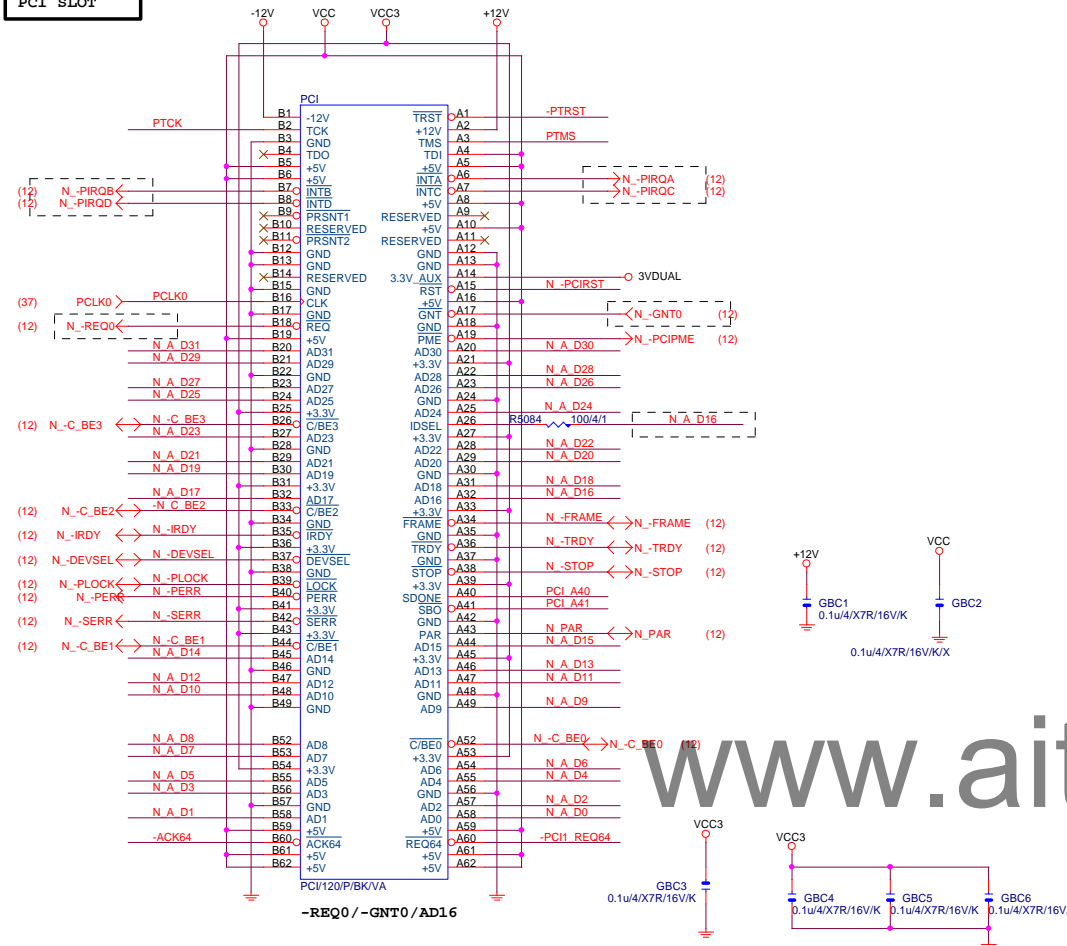 PCI SLOT
-12V VCC VCC3 +12V
PCI
B1 -12V TRST A1 -PTRST
PTCK B2 TCK +12V A2
B3 GND TMS A3 PTMS
B4 TDO TDI A4
B5 +5V +5V A5
B6 +5V INTA A6 N_-PIRQA (12)
(12) N_-PIRQB B7 INTB INTC A7 N_-PIRQC (12)
(12) N_-PIRQD B8 INTD +5V A8
B9 PRSNT1 RESERVED A9
B10 RESERVED +5V A10
B11 PRSNT2 RESERVED A11
B12 GND GND A12
B13 GND GND A13
B14 RESERVED 3.3V_AUX A14 3VDUAL
B15 GND RST A15 N_-PCIRST
(37) PCLK0 PCLK0 B16 CLK +5V A16
B17 GND GNT A17 N_-GNT0 (12)
(12) N_-REQ0 B18 REQ GND A18
B19 +5V PME A19 N_-PCIPME (12)
N_A_D31 B20 AD31 AD30 A20 N_A_D30
N_A_D29 B21 AD29 +3.3V A21
B22 GND AD28 A22 N_A_D28
N_A_D27 B23 AD27 AD26 A23 N_A_D26
N_A_D25 B24 AD25 GND A24
B25 +3.3V AD24 A25 N_A_D24
(12) N_-C_BE3 N_-C_BE3 B26 C/BE3 IDSEL A26 R5084 100/4/1 N_A_D16
N_A_D23 B27 AD23 +3.3V A27
B28 GND AD22 A28 N_A_D22
N_A_D21 B29 AD21 AD20 A29 N_A_D20
N_A_D19 B30 AD19 GND A30
B31 +3.3V AD18 A31 N_A_D18
N_A_D17 B32 AD17 AD16 A32 N_A_D16
(12) N_-C_BE2 -N_C_BE2 B33 C/BE2 +3.3V A33
B34 GND FRAME A34 N_-FRAME N_-FRAME (12)
(12) N_-IRDY N_-IRDY B35 IRDY GND A35
B36 +3.3V TRDY A36 N_-TRDY N_-TRDY (12)
(12) N_-DEVSEL N_-DEVSEL B37 DEVSEL GND A37
B38 GND STOP A38 N_-STOP N_-STOP (12)
(12) N_-PLOCK N_-PLOCK B39 LOCK +3.3V A39
(12) N_-PERR N_-PERR B40 PERR SDONE A40 PCI_A40
B41 +3.3V SBO A41 PCI_A41
(12) N_-SERR N_-SERR B42 SERR GND A42
B43 +3.3V PAR A43 N_PAR N_PAR (12)
(12) N_-C_BE1 N_-C_BE1 B44 C/BE1 AD15 A44 N_A_D15
N_A_D14 B45 AD14 +3.3V A45
B46 GND AD13 A46 N_A_D13
N_A_D12 B47 AD12 AD11 A47 N_A_D11
N_A_D10 B48 AD10 GND A48
B49 GND AD9 A49 N_A_D9
N_A_D8 B52 AD8 C/BE0 A52 N_-C_BE0 N_-C_BE0 (12)
N_A_D7 B53 AD7 +3.3V A53
B54 +3.3V AD6 A54 N_A_D6
N_A_D5 B55 AD5 AD4 A55 N_A_D4
N_A_D3 B56 AD3 GND A56
B57 GND AD2 A57 N_A_D2
N_A_D1 B58 AD1 AD0 A58 N_A_D0
B59 +5V +5V A59
-ACK64 B60 ACK64 REQ64 A60 -PCI1_REQ64
B61 +5V +5V A61
B62 +5V +5V A62
PCI/120/P/BK/VA
-REQ0/-GNT0/AD16
+12V VCC
GBC1 GBC2
0.1u/4/X7R/16V/K
0.1u/4/X7R/16V/K/X
www.ait
VCC3 VCC3
GBC3
0.1u/4/X7R/16V/K
GBC4 GBC5 GBC6
0.1u/4/X7R/16V/K 0.1u/4/X7R/16V/K 0.1u/4/X7R/16V/